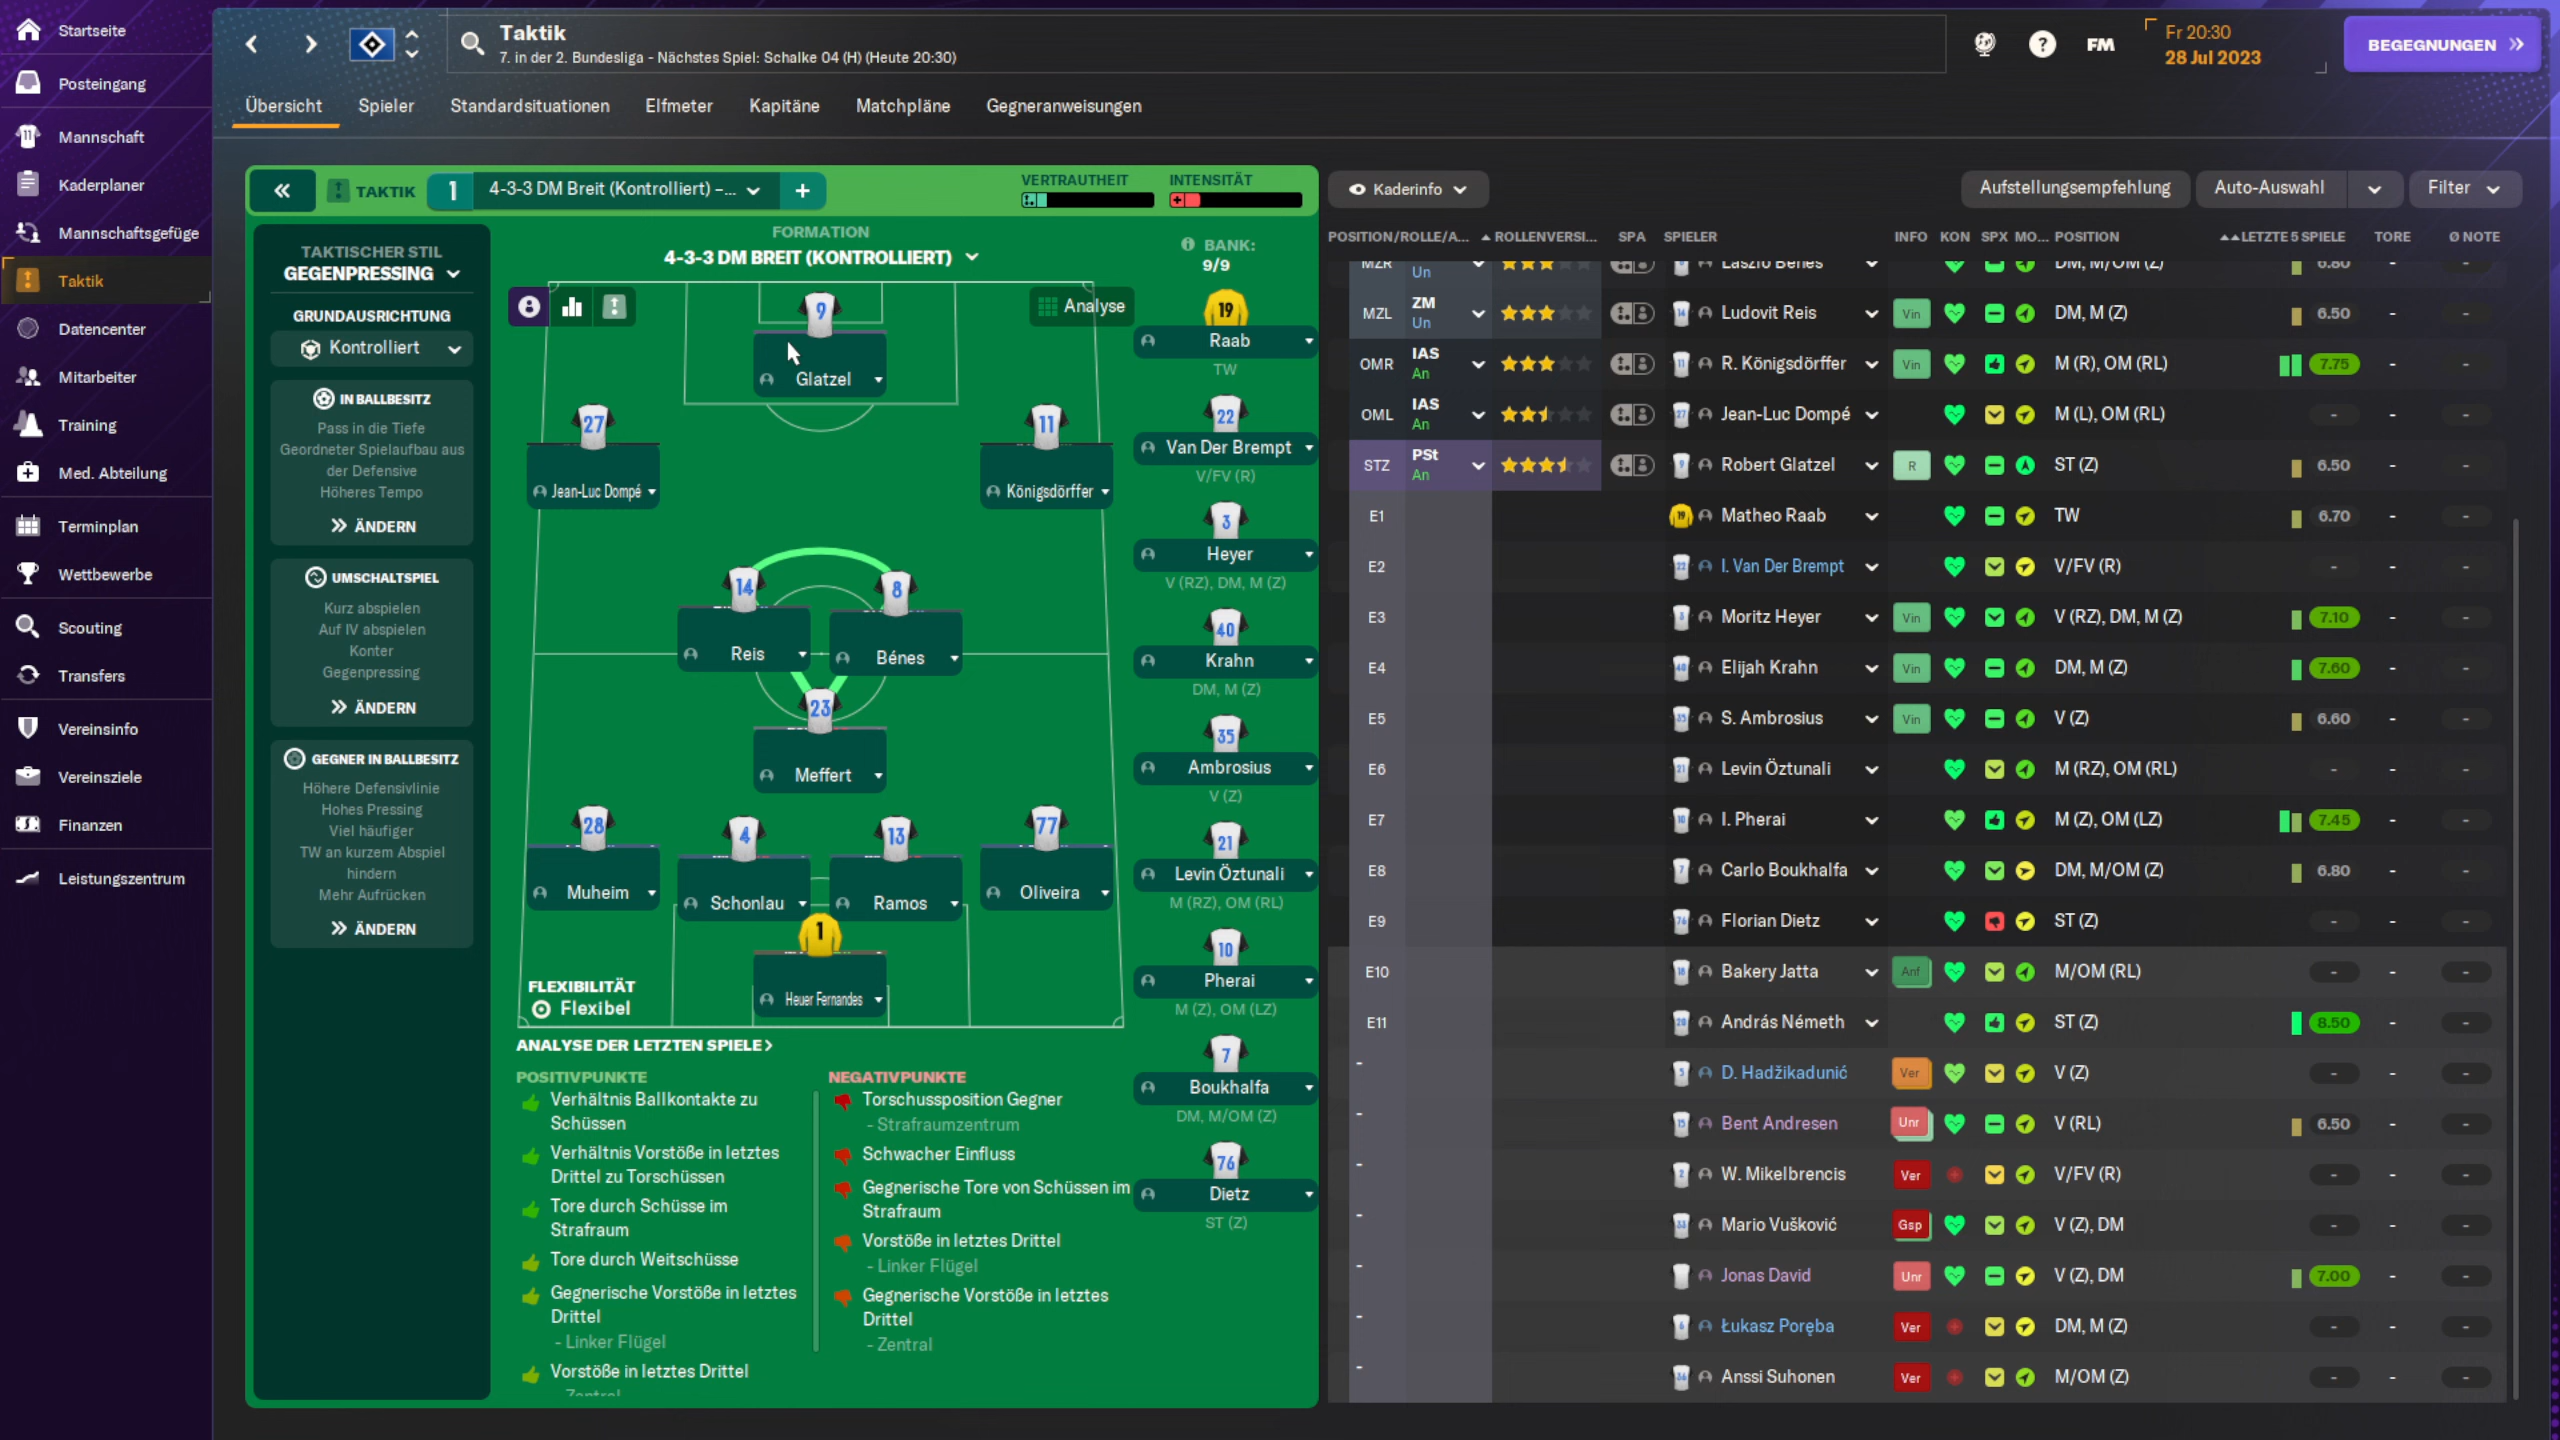 Startseite
Posteingang
Mannschaft
Kaderplaner
Mannschaftsgefüge
Taktik
Datencenter
Mitarbeiter
Training
Med. Abteilung
Terminplan
Wettbewerbe
Scouting
Transfers
Vereinsinfo
Vereinsziele
Finanzen
Leistungszentrum
Taktik
7. in der 2. Bundesliga - Nächstes Spiel: Schalke 04 (H) (Heute 20:30)
FM
Fr 20:30
28 Jul 2023
BEGEGNUNGEN
Übersicht
Spieler
Standardsituationen
Elfmeter
Kapitäne
Matchpläne
Gegneranweisungen
TAKTIK
1
4-3-3 DM Breit (Kontrolliert) –...
VERTRAUTHEIT
INTENSITÄT
TAKTISCHER STIL
GEGENPRESSING
GRUNDAUSRICHTUNG
Kontrolliert
IN BALLBESITZ
Pass in die Tiefe
Geordneter Spielaufbau aus
der Defensive
Höheres Tempo
ÄNDERN
UMSCHALTSPIEL
Kurz abspielen
Auf IV abspielen
Konter
Gegenpressing
ÄNDERN
GEGNER IN BALLBESITZ
Höhere Defensivlinie
Hohes Pressing
Viel häufiger
TW an kurzem Abspiel
hindern
Mehr Aufrücken
ÄNDERN
FORMATION
4-3-3 DM BREIT (KONTROLLIERT)
Analyse
9
Glatzel
27
Jean-Luc Dompé
11
Königsdörffer
14
Reis
8
Bénes
23
Meffert
28
Muheim
4
Schonlau
13
Ramos
77
Oliveira
1
Heuer Fernandes
FLEXIBILITÄT
Flexibel
BANK:
9/9
19
Raab
TW
22
Van Der Brempt
V/FV (R)
3
Heyer
V (RZ), DM, M (Z)
40
Krahn
DM, M (Z)
35
Ambrosius
V (Z)
21
Levin Öztunali
M (RZ), OM (RL)
10
Pherai
M (Z), OM (LZ)
7
Boukhalfa
DM, M/OM (Z)
76
Dietz
ST (Z)
ANALYSE DER LETZTEN SPIELE
POSITIVPUNKTE
Verhältnis Ballkontakte zu
Schüssen
Verhältnis Vorstöße in letztes
Drittel zu Torschüssen
Tore durch Schüsse im
Strafraum
Tore durch Weitschüsse
Gegnerische Vorstöße in letztes
Drittel
- Linker Flügel
Vorstöße in letztes Drittel
- Zentral
NEGATIVPUNKTE
Torschussposition Gegner
- Strafraumzentrum
Schwacher Einfluss
Gegnerische Tore von Schüssen im
Strafraum
Vorstöße in letztes Drittel
- Linker Flügel
Gegnerische Vorstöße in letztes
Drittel
- Zentral
Kaderinfo
Aufstellungsempfehlung
Auto-Auswahl
Filter
POSITION/ROLLE/A... ROLLENVERSI... SPA SPIELER INFO KON SPX MO... POSITION LETZTE 5 SPIELE TORE Ø NOTE
MZR Un László Bénes DM, M/OM (Z) 6.80
MZL ZM Un Ludovit Reis Vin DM, M (Z) 6.50 - -
OMR IAS An R. Königsdörffer Vin M (R), OM (RL) 7.75 - -
OML IAS An Jean-Luc Dompé M (L), OM (RL) - - -
STZ PSt An Robert Glatzel R ST (Z) 6.50 - -
E1 Matheo Raab TW 6.70 - -
E2 I. Van Der Brempt V/FV (R) - - -
E3 Moritz Heyer Vin V (RZ), DM, M (Z) 7.10 - -
E4 Elijah Krahn Vin DM, M (Z) 7.60 - -
E5 S. Ambrosius Vin V (Z) 6.60 - -
E6 Levin Öztunali M (RZ), OM (RL) - - -
E7 I. Pherai M (Z), OM (LZ) 7.45 - -
E8 Carlo Boukhalfa DM, M/OM (Z) 6.80 - -
E9 Florian Dietz ST (Z) - - -
E10 Bakery Jatta Anf M/OM (RL) - - -
E11 András Németh ST (Z) 8.50 - -
- D. Hadžikadunić Ver V (Z) - - -
- Bent Andresen Unr V (RL) 6.50 - -
- W. Mikelbrencis Ver V/FV (R) - - -
- Mario Vušković Gsp V (Z), DM - - -
- Jonas David Unr V (Z), DM 7.00 - -
- Łukasz Poręba Ver DM, M (Z) - - -
- Anssi Suhonen Ver M/OM (Z) - - -